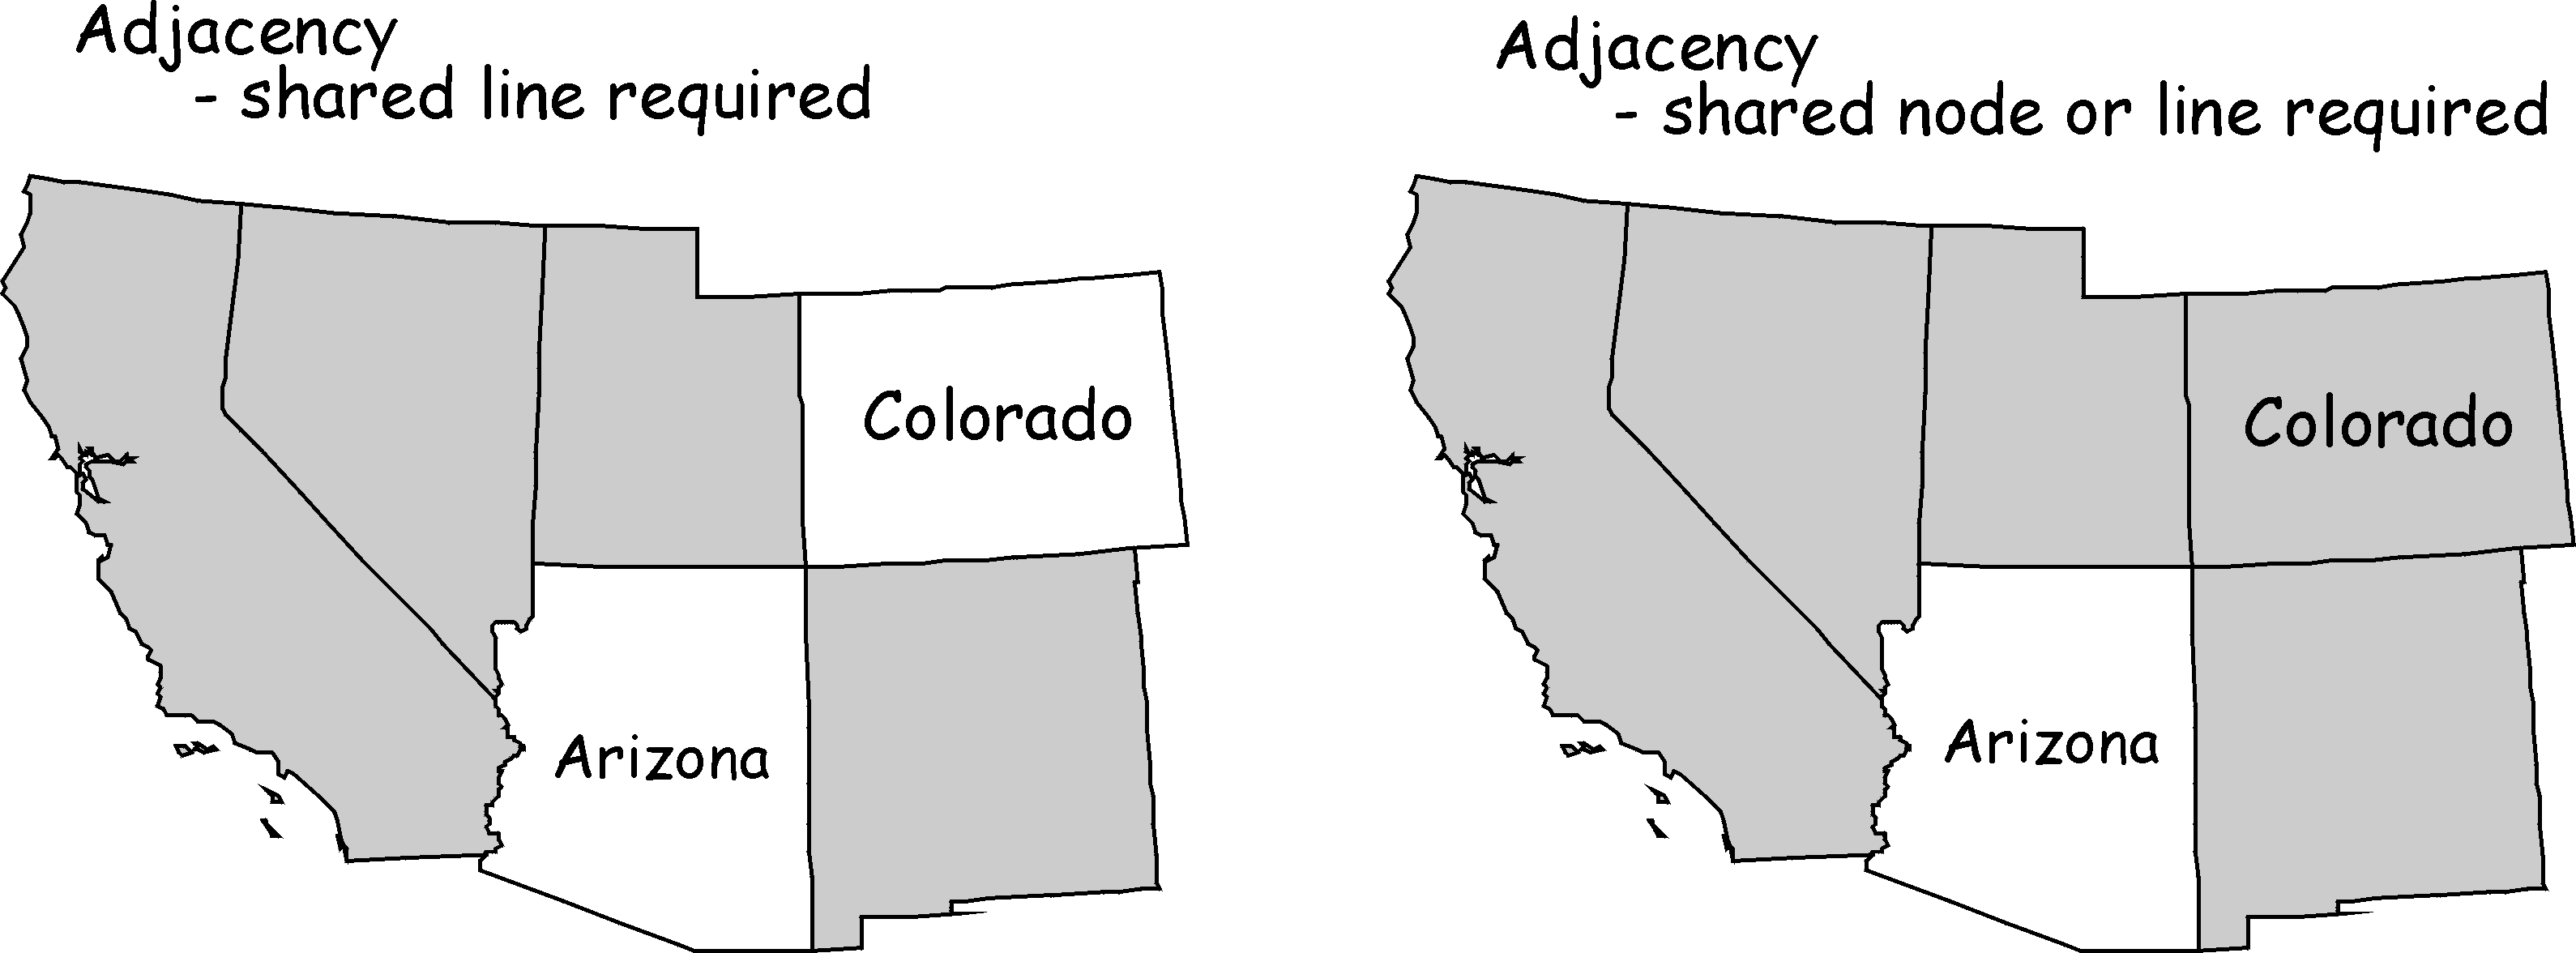 Adjacency
- shared line required
Colorado
Arizona
Adjacency
- shared node or line required
Colorado
Arizona